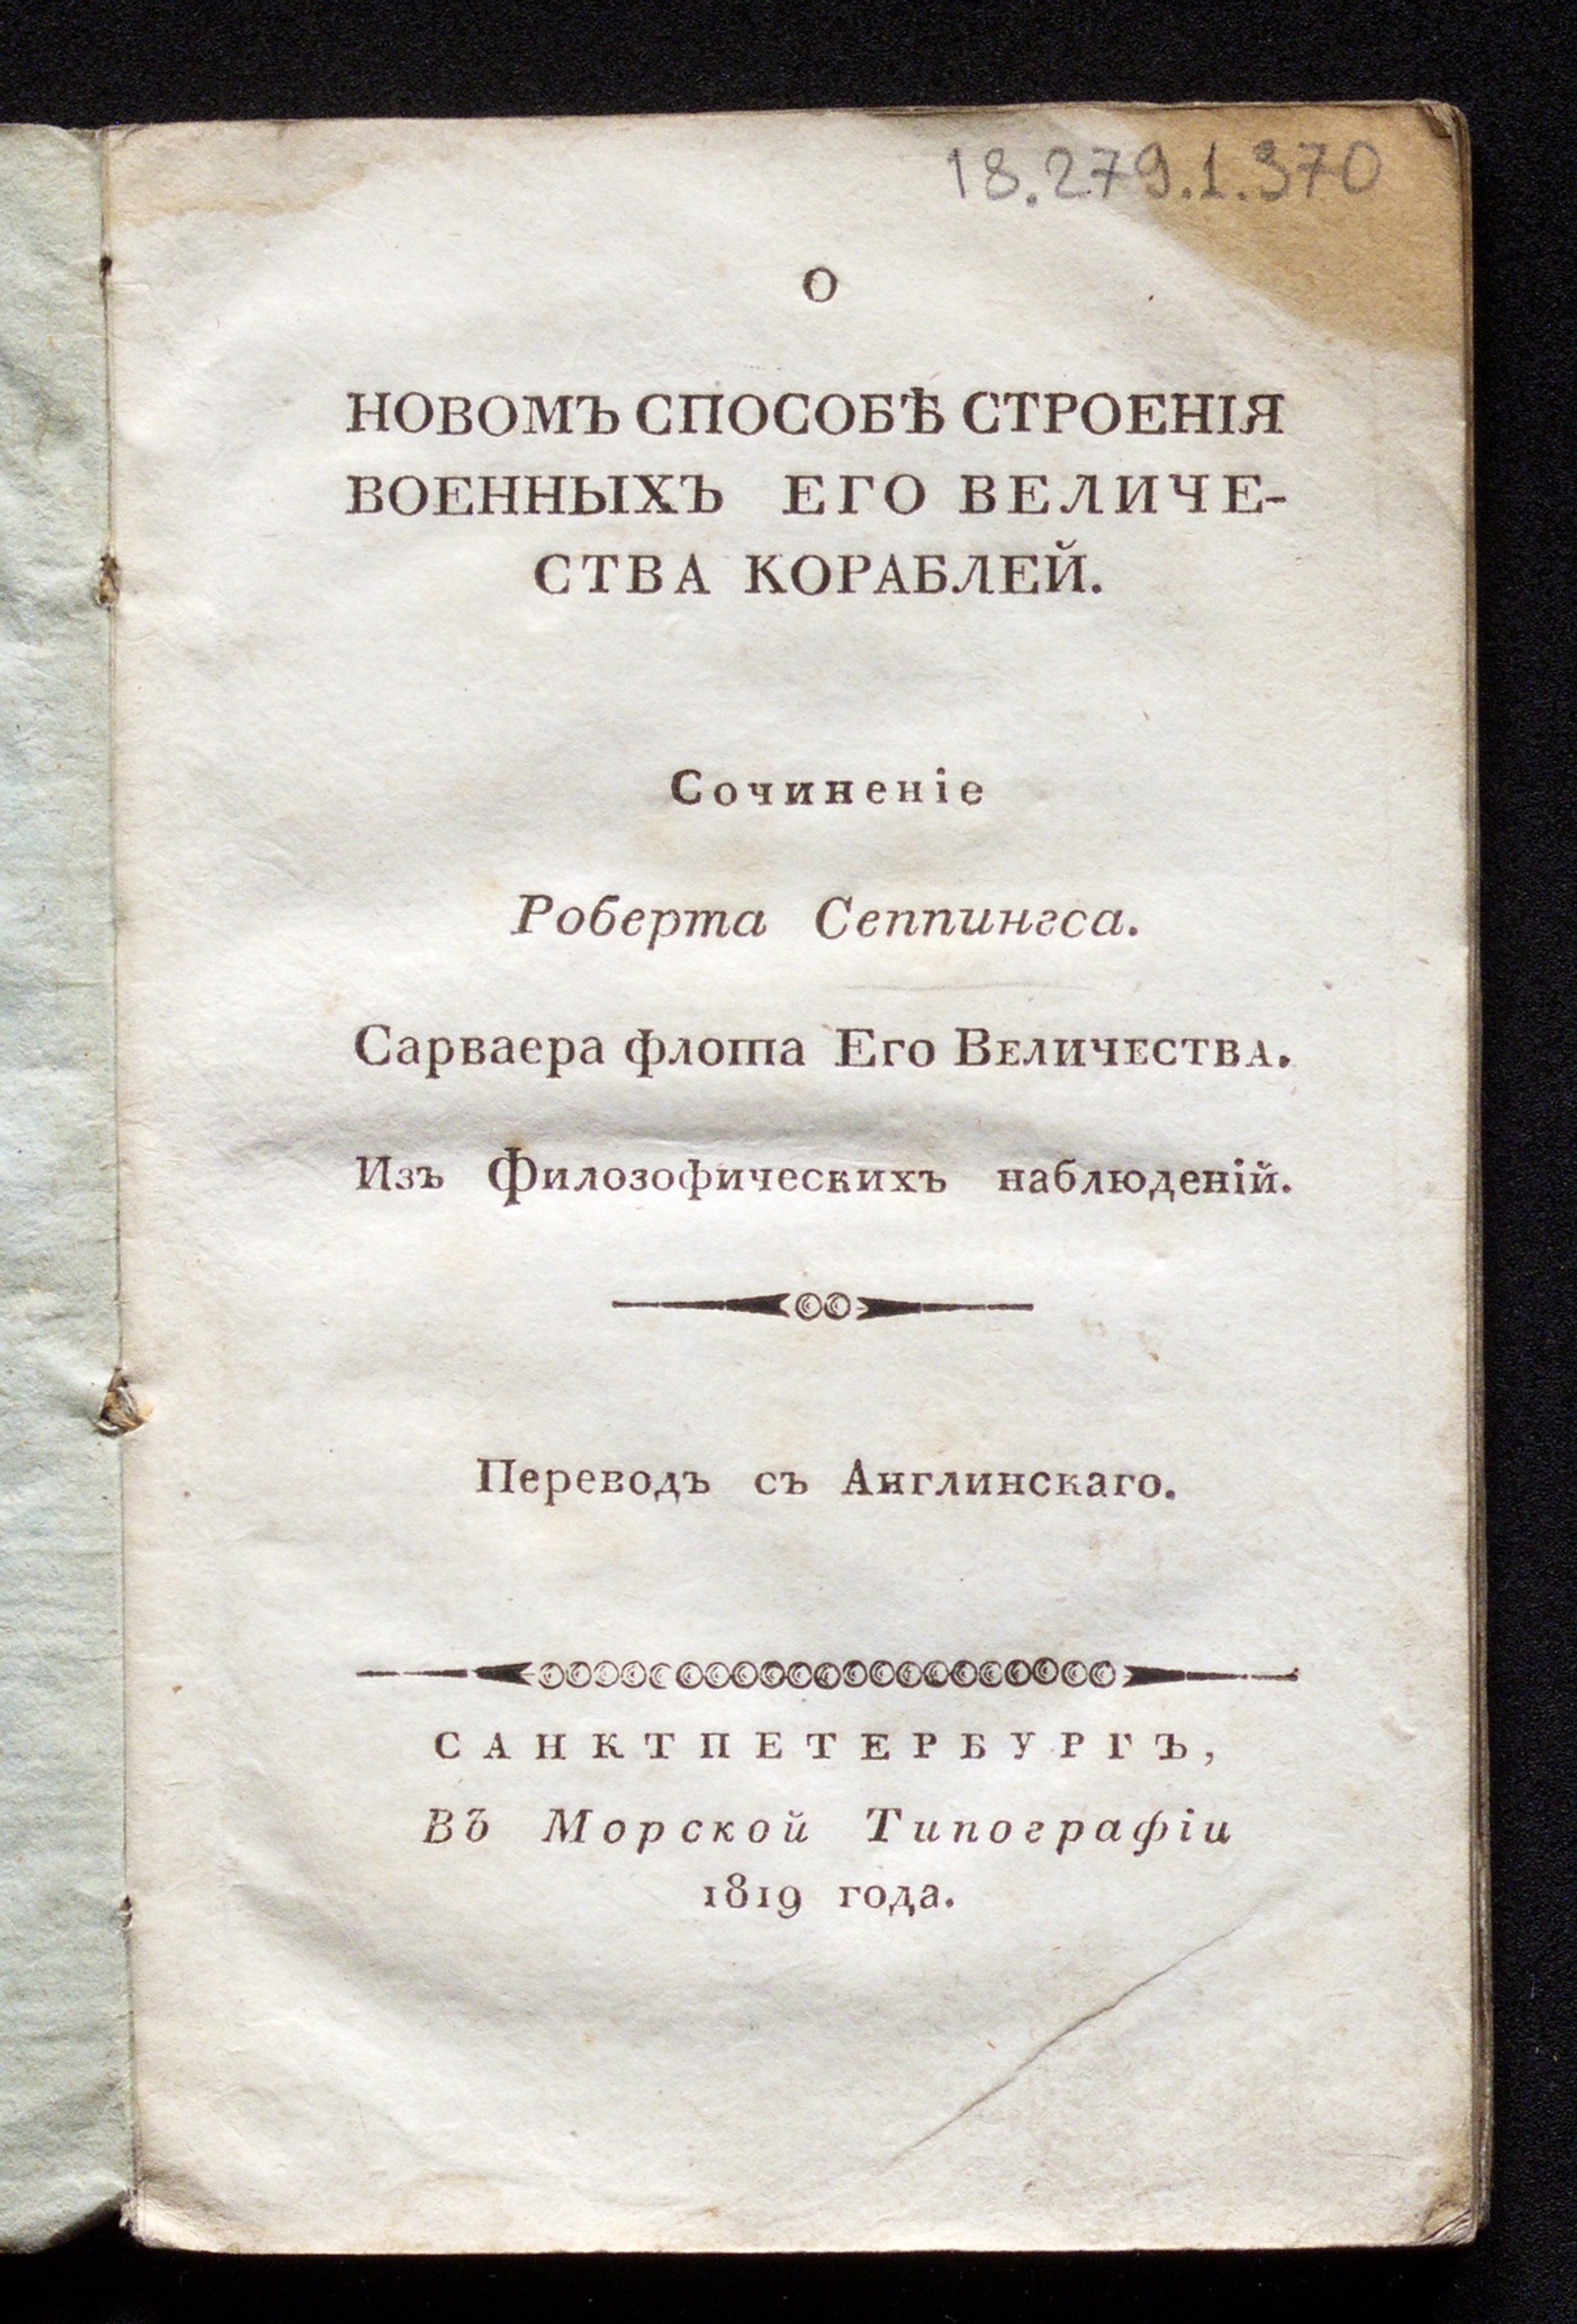 18.279.1.370
О
НОВОМЪ СПОСОБѢ СТРОЕНІЯ
ВОЕННЫХЪ ЕГО ВЕЛИЧЕ-
СТВА КОРАБЛЕЙ.
Сочиненіе
Роберта Сеппингса.
Сарваера флота Его Величества.
Изъ Филозофическихъ наблюденій.
Переводъ съ Англинскаго.
САНКТПЕТЕРБУРГЪ,
Въ Морской Типографіи
1819 года.